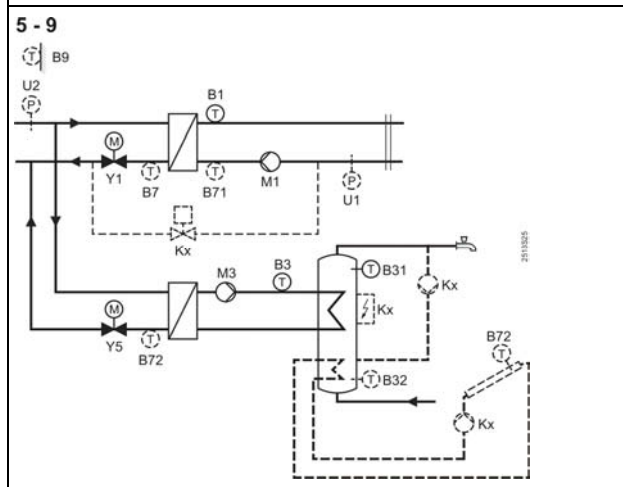 5 - 9
T B9
U2
P
B1
T
M
T
T
Y1
B7
B71
M1
P
U1
Kx
M3
B3
T
T B31
Kx
Kx
M
T
Y5
B72
T B32
B72
T
Kx
2513S25